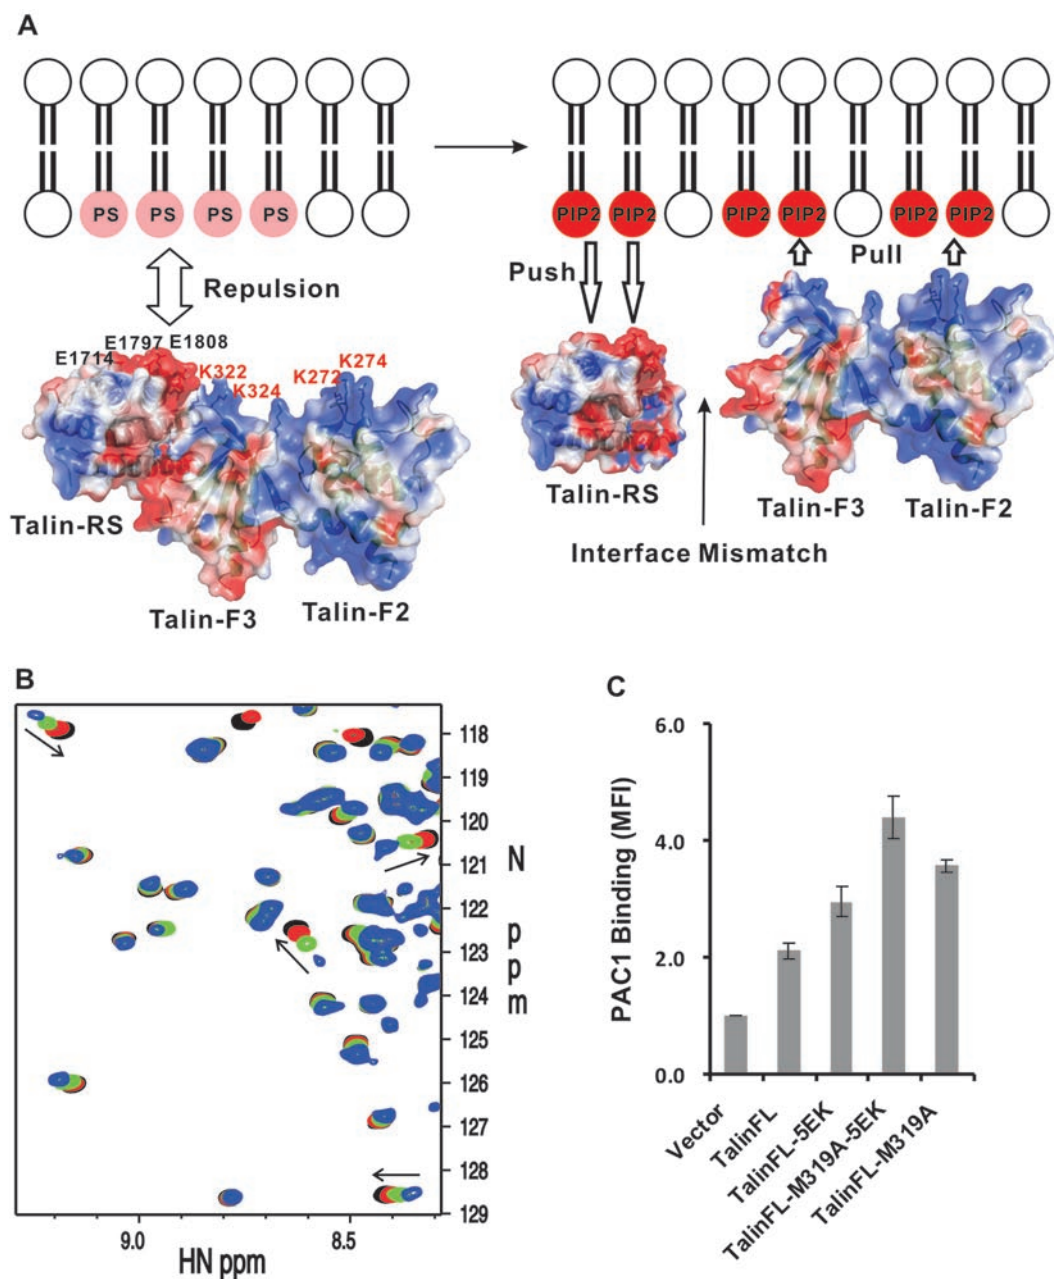 A
PS PS PS PS
PIP2 PIP2 PIP2 PIP2 PIP2 PIP2
Repulsion
Push
Pull
E1714 E1797 E1808
K322 K324 K272 K274
Talin-RS
Talin-F3
Talin-F2
Talin-RS
Talin-F3
Talin-F2
Interface Mismatch
B
118
119
120
121
122
123
124
125
126
127
128
129
N
p
p
m
9.0 8.5
HN ppm
C
PAC1 Binding (MFI)
6.0
4.0
2.0
0.0
Vector
TalinFL
TalinFL-5EK
TalinFL-M319A-5EK
TalinFL-M319A